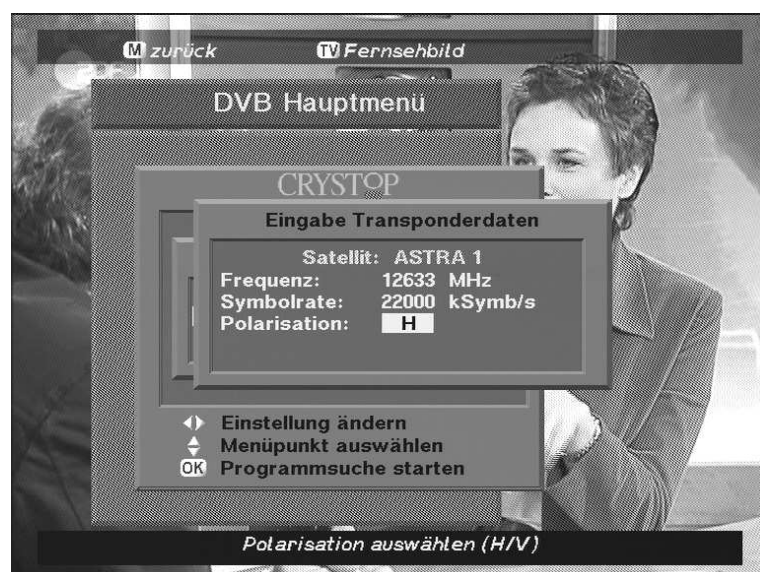 M zurück TV Fernsehbild
ZDF
DVB Hauptmenü
CRYSTOP
Eingabe Transponderdaten
Satellit: ASTRA 1
Frequenz: 12633 MHz
Symbolrate: 22000 kSymb/s
Polarisation: H
Einstellung ändern
Menüpunkt auswählen
OK Programmsuche starten
Polarisation auswählen (H/V)